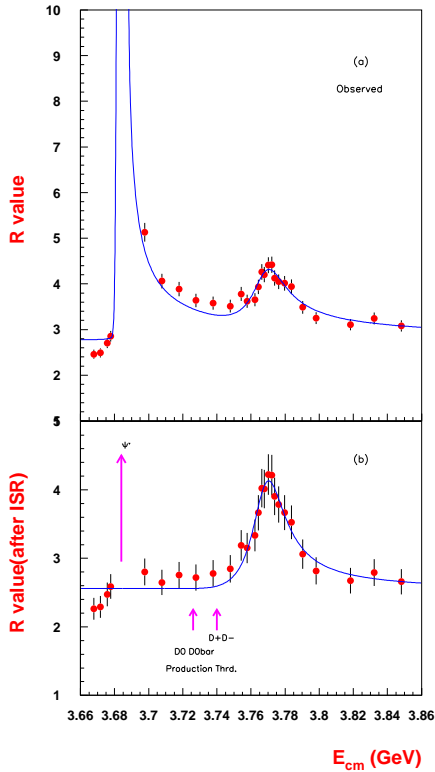 10
9
8
7
6
5
4
3
2
1
R value
(a)
Observed
5
4
3
2
1
R value(after ISR)
ψ'
(b)
D+D−
D0 D0bar
Production Thrd.
3.66 3.68 3.7 3.72 3.74 3.76 3.78 3.8 3.82 3.84 3.86
E_cm (GeV)